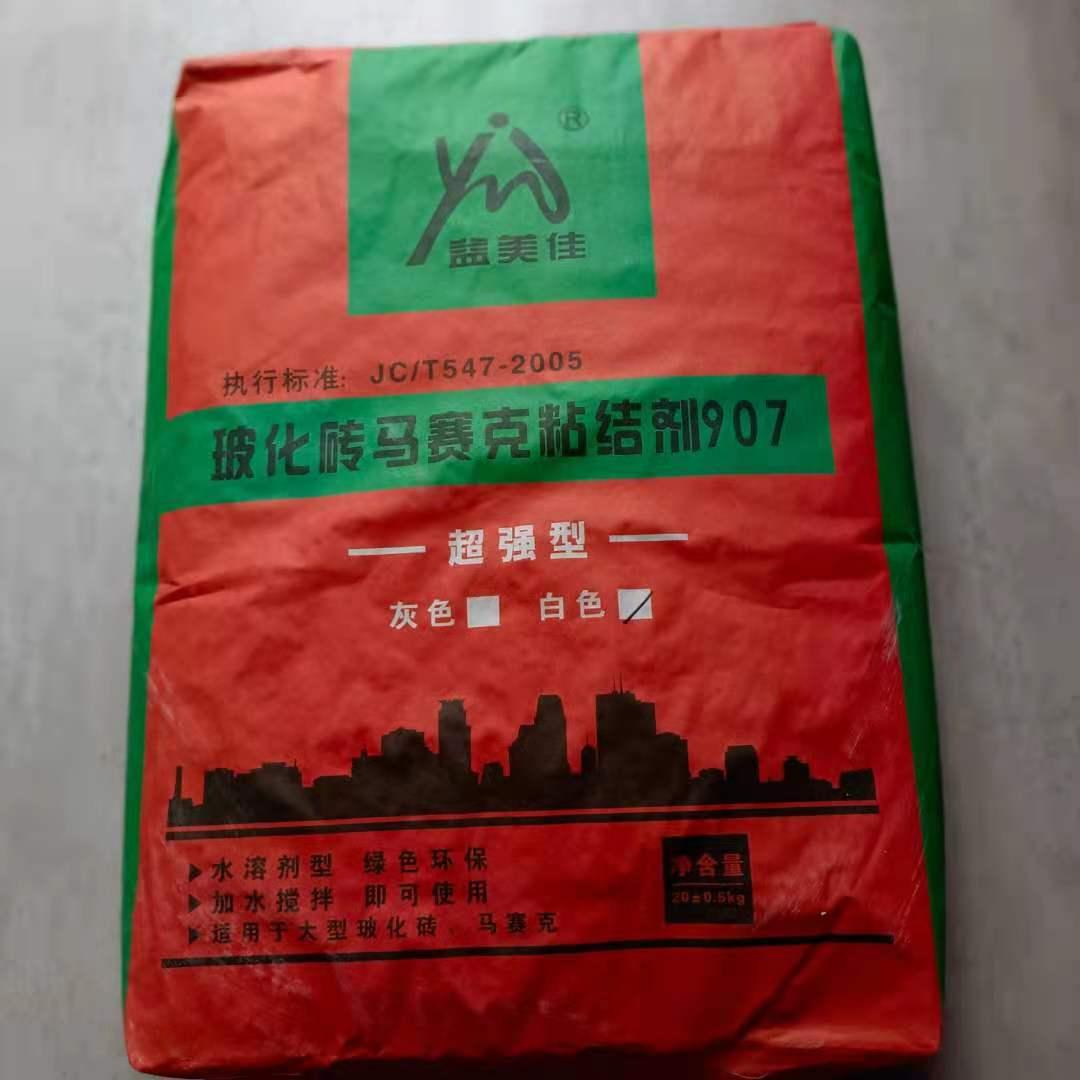 ®
益美佳
执行标准: JC/T547-2005
玻化砖马赛克粘结剂907
超强型
灰色 白色
水溶剂型 绿色环保
加水搅拌 即可使用
适用于大型玻化砖、马赛克
净含量
20±0.5kg